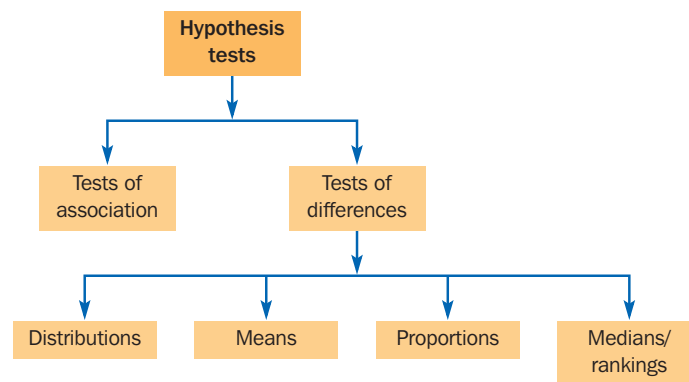 Hypothesis
tests
Tests of
association
Tests of
differences
Distributions
Means
Proportions
Medians/
rankings